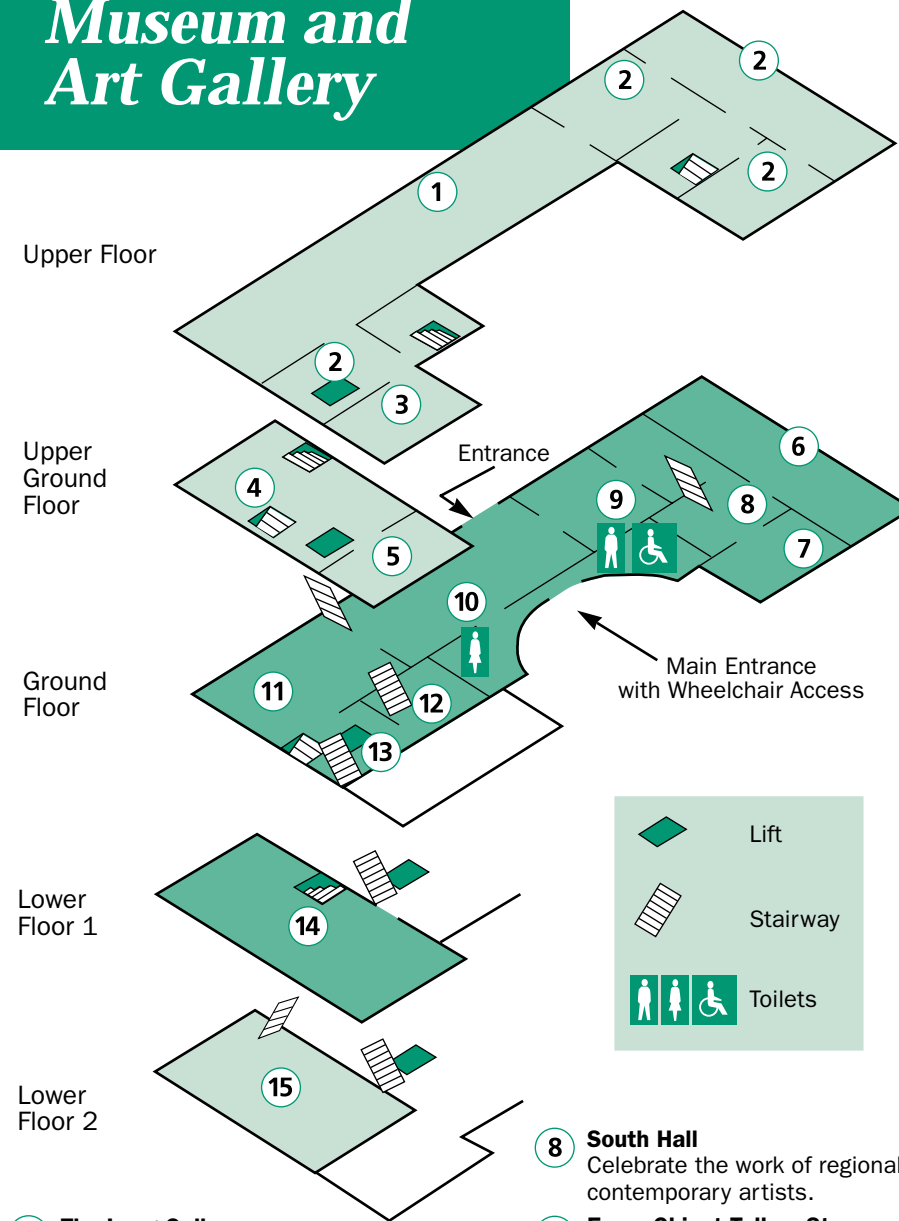 Museum and
Art Gallery
2
2
2
1
Upper Floor
2
3
Upper
Ground
Floor
4
5
Entrance
6
9
8
7
10
Main Entrance
with Wheelchair Access
Ground
Floor
11
12
13
Lift
Stairway
Toilets
Lower
Floor 1
14
Lower
Floor 2
15
8 South Hall
Celebrate the work of regional
contemporary artists.